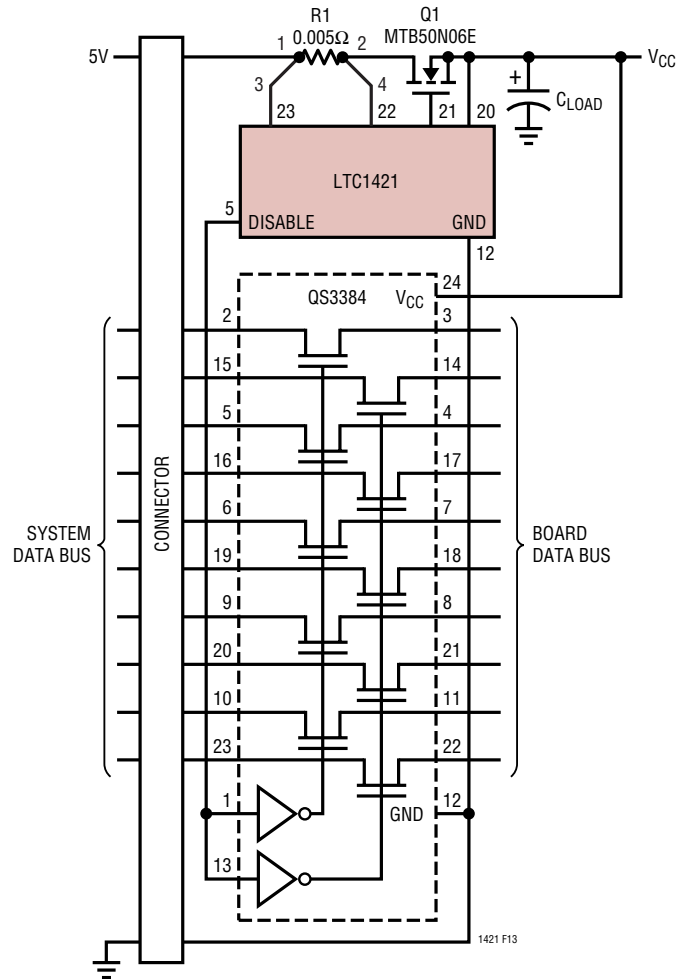 R1
0.005Ω
Q1
MTB50N06E
5V
1
2
VCC
3
4
+
CLOAD
23
22
21
20
LTC1421
5
DISABLE
GND
12
24
QS3384
VCC
2
3
15
14
5
4
16
17
6
7
19
18
9
8
20
21
10
11
23
22
1
GND
12
13
CONNECTOR
SYSTEM
DATA BUS
BOARD
DATA BUS
1421 F13